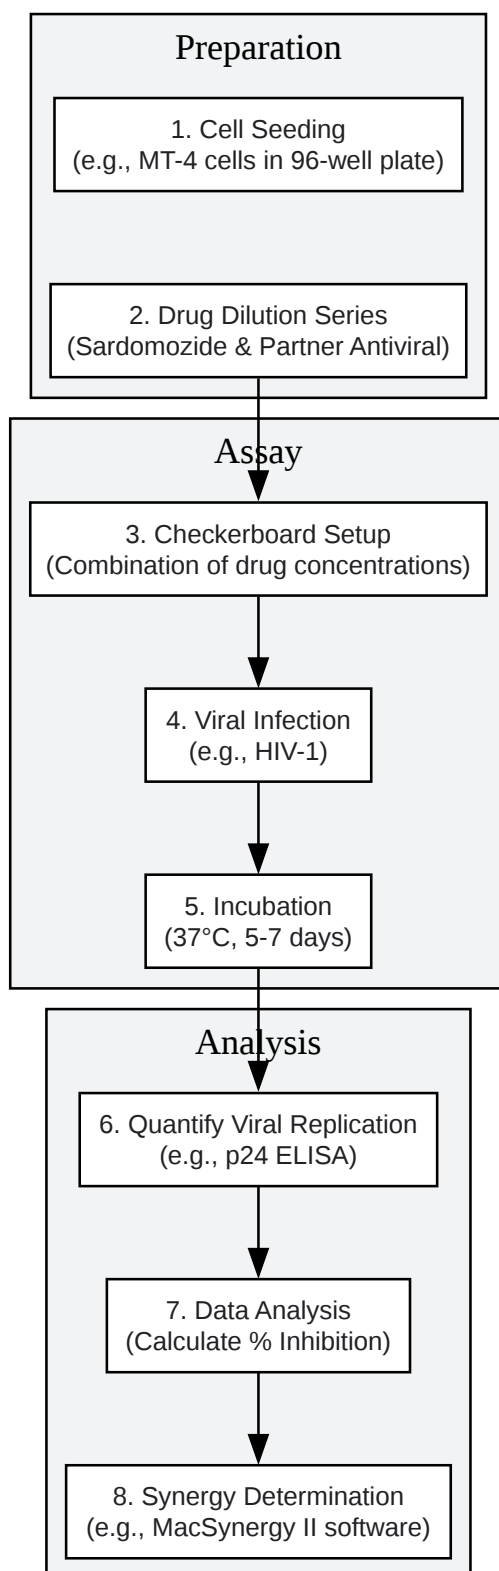 Preparation
1. Cell Seeding
(e.g., MT-4 cells in 96-well plate)
2. Drug Dilution Series
(Sardomozide & Partner Antiviral)
Assay
3. Checkerboard Setup
(Combination of drug concentrations)
4. Viral Infection
(e.g., HIV-1)
5. Incubation
(37°C, 5-7 days)
Analysis
6. Quantify Viral Replication
(e.g., p24 ELISA)
7. Data Analysis
(Calculate % Inhibition)
8. Synergy Determination
(e.g., MacSynergy II software)